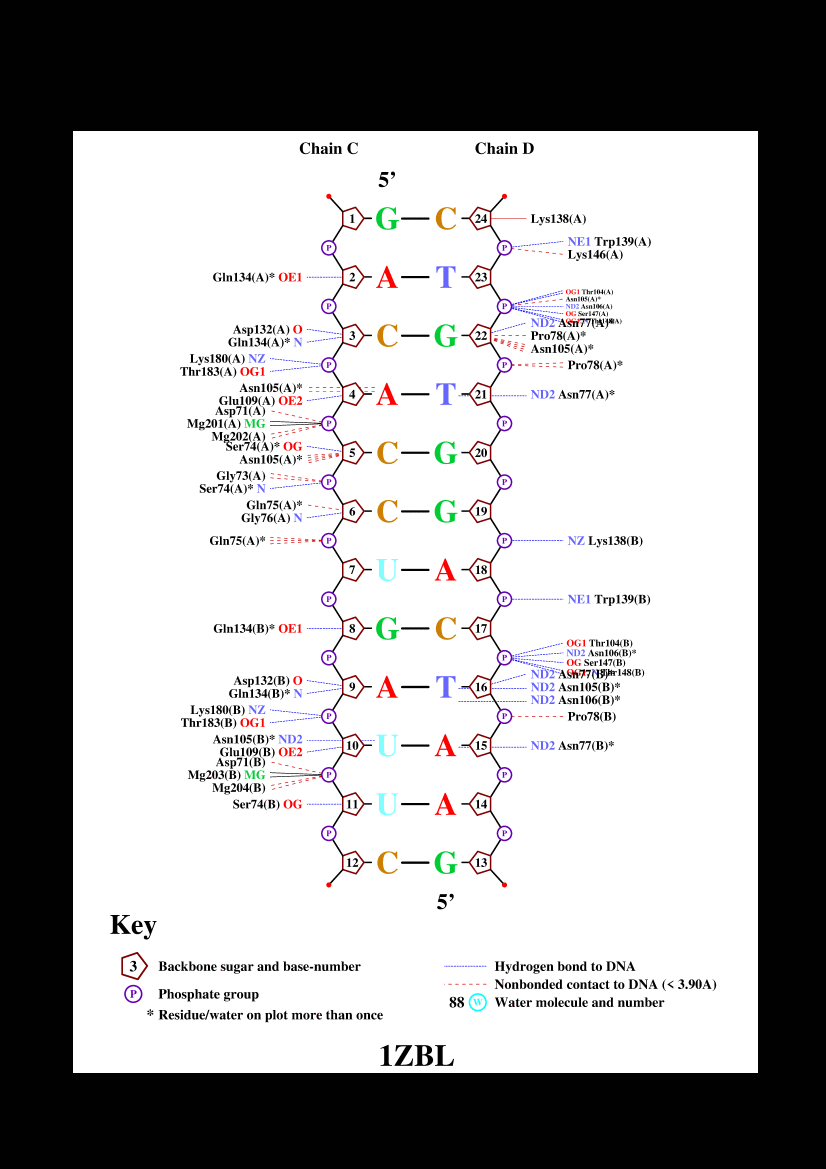 Chain C Chain D
5’
1 G C 24 Lys138(A)
P P NE1 Trp139(A)
Lys146(A)
Gln134(A)* OE1 2 A T 23
P P OG1 Thr104(A)
Asn105(A)*
ND2 Asn106(A)
OG Ser147(A)
ND2 Asn77(A)*
Asp132(A) O 3 C G 22 Pro78(A)*
Gln134(A)* N Asn105(A)*
Lys180(A) NZ P P Pro78(A)*
Thr183(A) OG1
Asn105(A)* 4 A T 21 ND2 Asn77(A)*
Glu109(A) OE2
Asp71(A)
Mg201(A) MG P P
Mg202(A)
Ser74(A)* OG 5 C G 20
Asn105(A)*
Gly73(A) P P
Ser74(A)* N
Gln75(A)* 6 C G 19
Gly76(A) N
Gln75(A)* P P NZ Lys138(B)
7 U A 18
P P NE1 Trp139(B)
Gln134(B)* OE1 8 G C 17
P P OG1 Thr104(B)
ND2 Asn106(B)*
OG Ser147(B)
Thr148(B)
ND2 Asn77(B)*
Asp132(B) O 9 A T 16 ND2 Asn105(B)*
Gln134(B)* N ND2 Asn106(B)*
Lys180(B) NZ P P Pro78(B)
Thr183(B) OG1
Asn105(B)* ND2 10 U A 15 ND2 Asn77(B)*
Glu109(B) OE2
Asp71(B)
Mg203(B) MG P P
Mg204(B)
Ser74(B) OG 11 U A 14
P P
12 C G 13
5’
Key
3 Backbone sugar and base-number
P Phosphate group
* Residue/water on plot more than once
Hydrogen bond to DNA
Nonbonded contact to DNA (< 3.90A)
88 W Water molecule and number
1ZBL